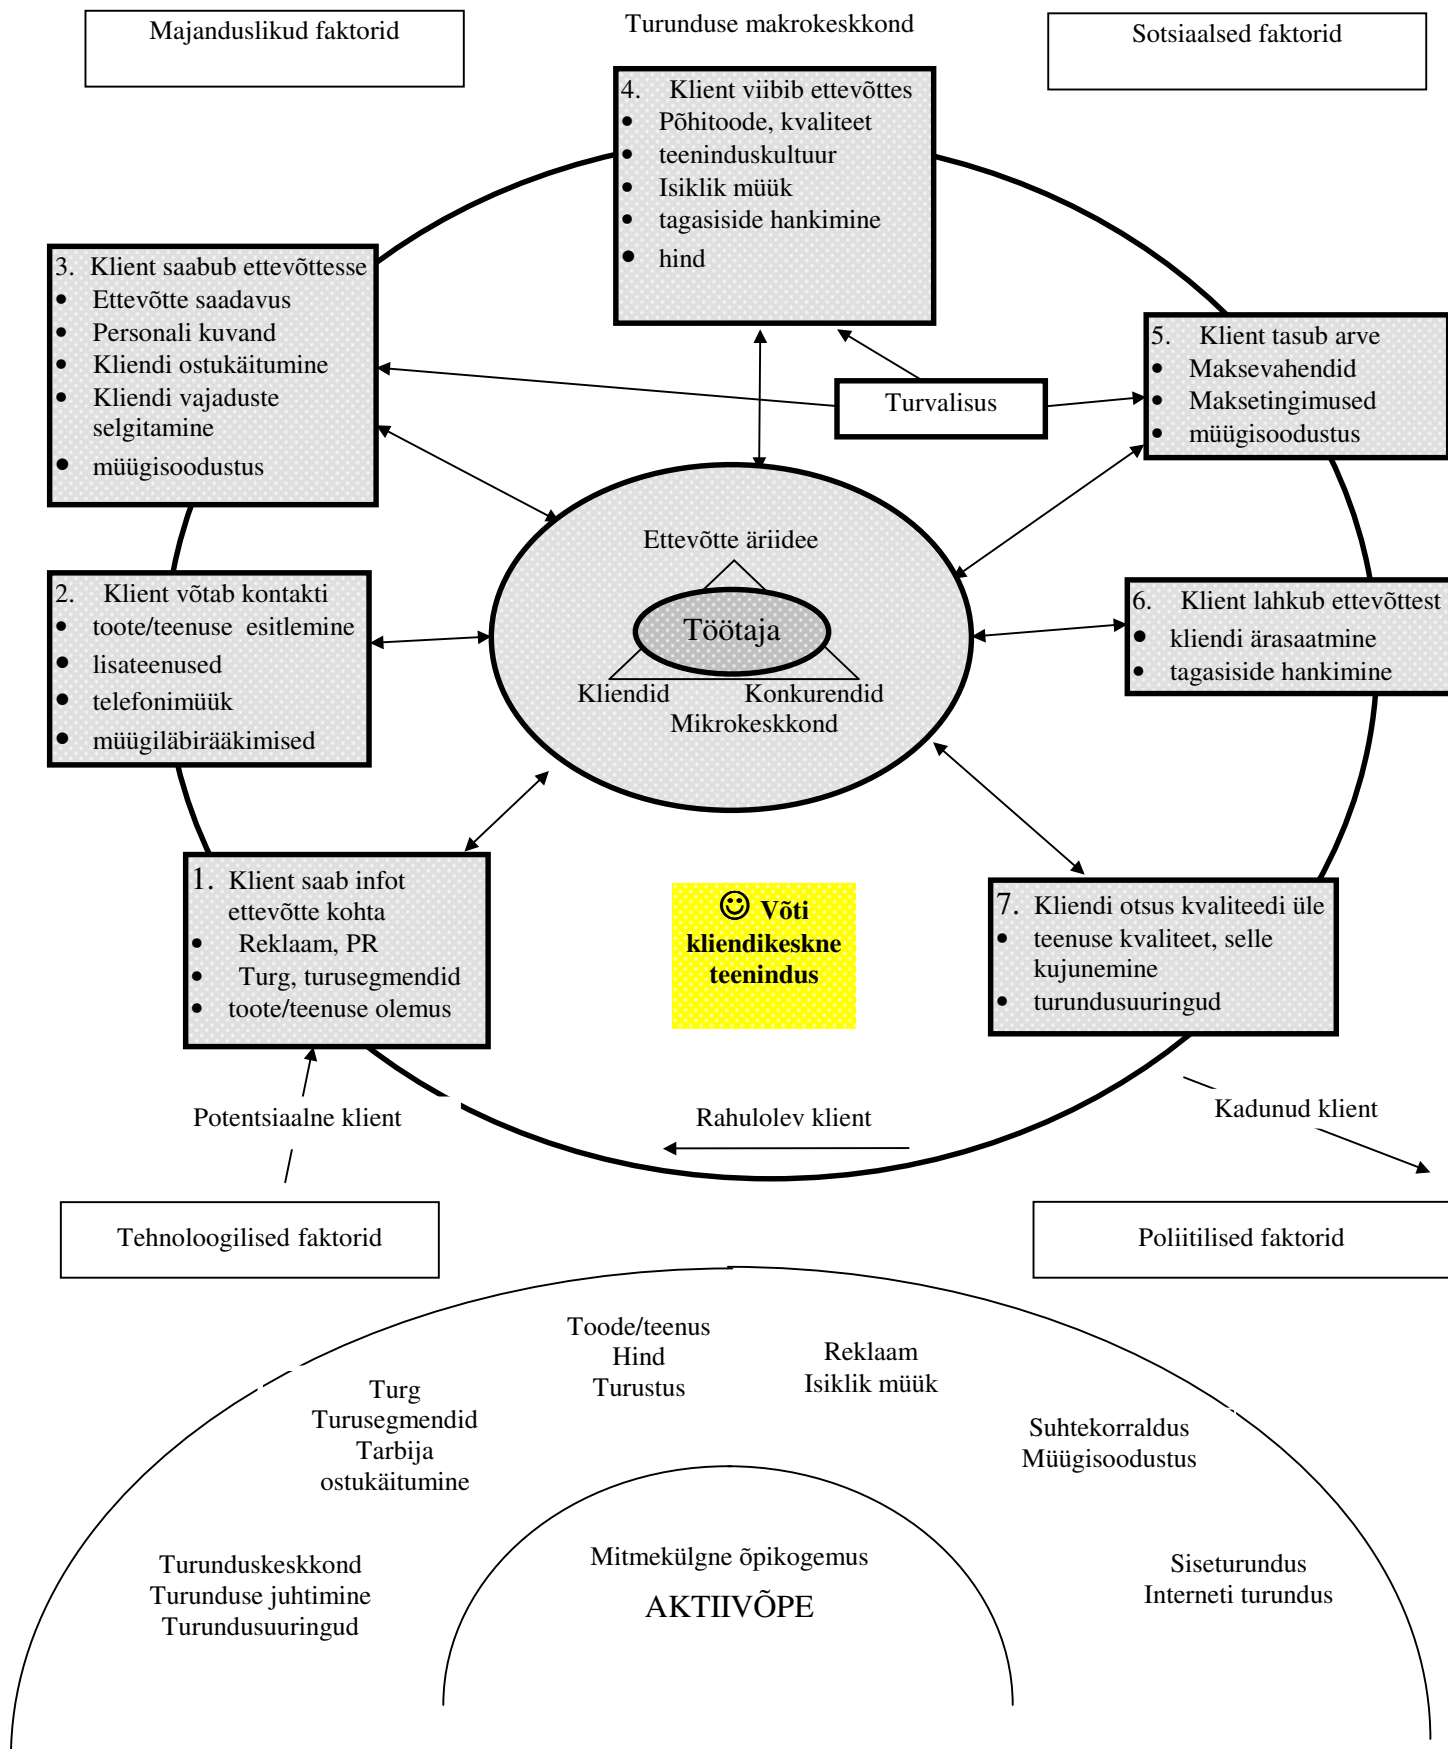 Majanduslikud faktorid
Turunduse makrokeskkond
Sotsiaalsed faktorid
4. Klient viibib ettevõttes
• Põhitoode, kvaliteet
• teeninduskultuur
• Isiklik müük
• tagasiside hankimine
• hind
3. Klient saabub ettevõttesse
• Ettevõtte saadavus
• Personali kuvand
• Kliendi ostukäitumine
• Kliendi vajaduste
selgitamine
• müügisoodustus
5. Klient tasub arve
• Maksevahendid
• Maksetingimused
• müügisoodustus
Turvalisus
Ettevõtte äriidee
Töötaja
Kliendid
Konkurendid
Mikrokeskkond
2. Klient võtab kontakti
• toote/teenuse esitlemine
• lisateenused
• telefonimüük
• müügiläbirääkimised
6. Klient lahkub ettevõttest
• kliendi ärasaatmine
• tagasiside hankimine
1. Klient saab infot
ettevõtte kohta
• Reklaam, PR
• Turg, turusegmendid
• toote/teenuse olemus
☺ Võti
kliendikeskne
teenindus
7. Kliendi otsus kvaliteedi üle
• teenuse kvaliteet, selle
kujunemine
• turundusuuringud
Potentsiaalne klient
Rahulolev klient
Kadunud klient
Tehnoloogilised faktorid
Poliitilised faktorid
Toode/teenus
Hind
Turustus
Reklaam
Isiklik müük
Turg
Turusegmendid
Tarbija
ostukäitumine
Suhtekorraldus
Müügisoodustus
Turunduskeskkond
Turunduse juhtimine
Turundusuuringud
Mitmekülgne õpikogemus
AKTIIVÕPE
Siseturundus
Interneti turundus